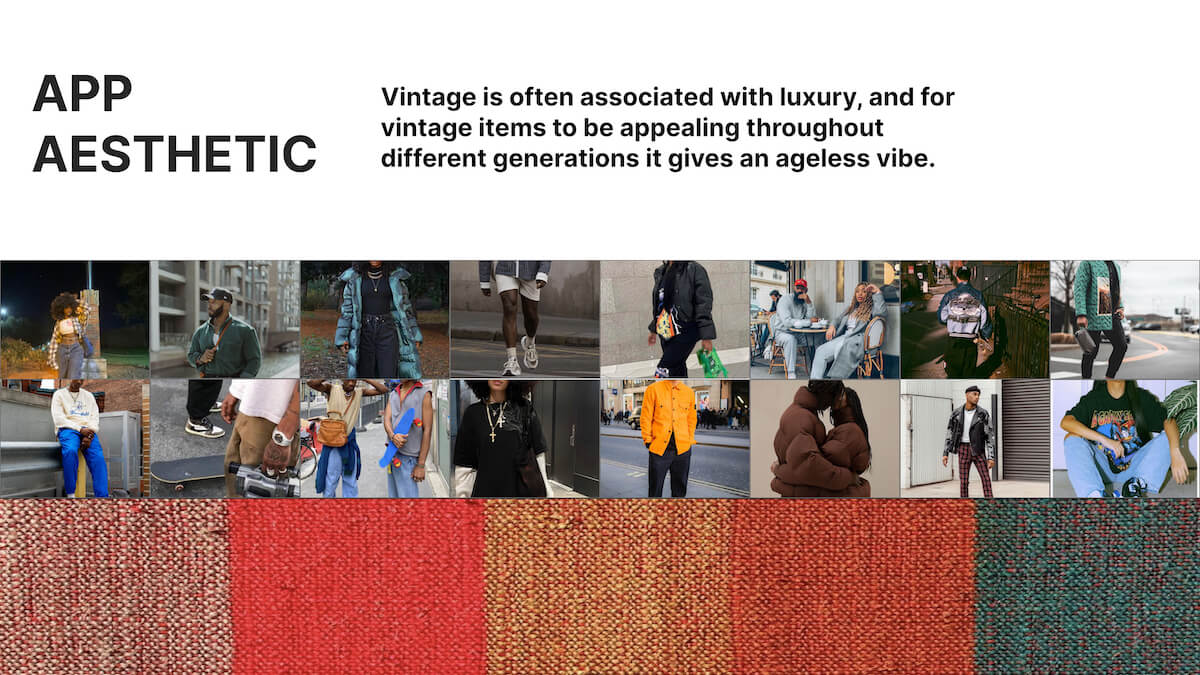 APP
AESTHETIC
Vintage is often associated with luxury, and for
vintage items to be appealing throughout
different generations it gives an ageless vibe.